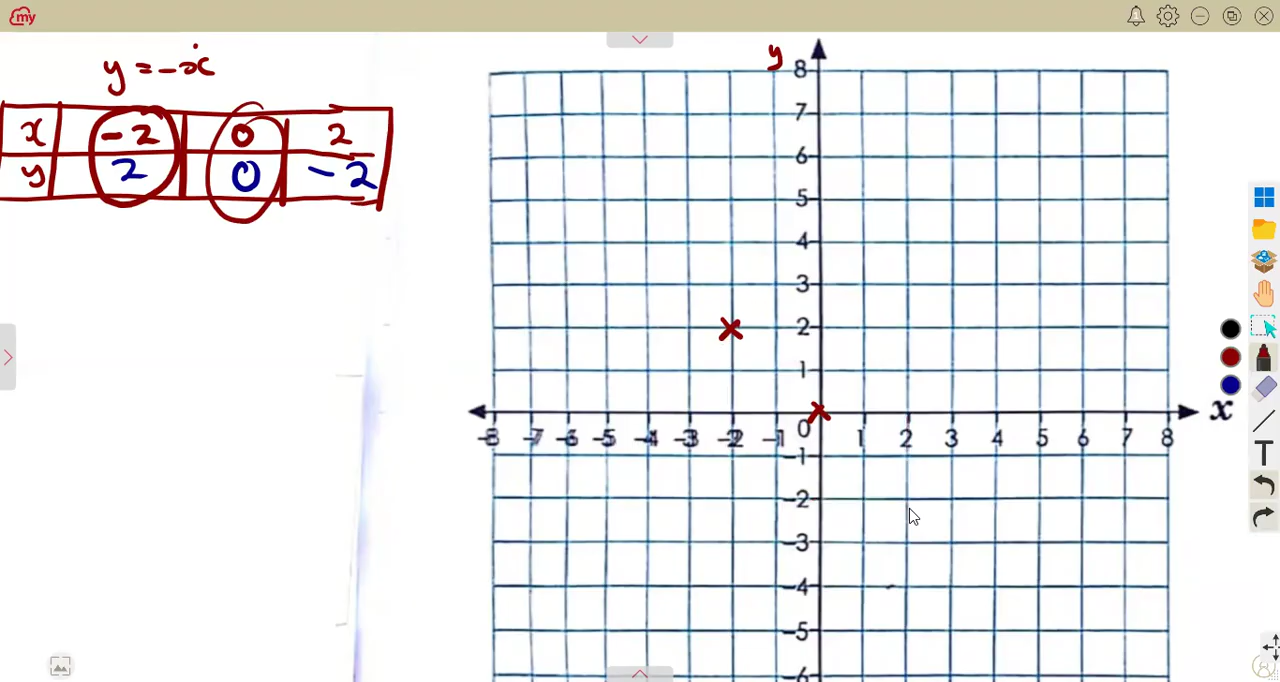 my
y = -x
x -2 0 2
y 2 0 -2
y
8
7
6
5
4
3
2
1
-8 -7 -6 -5 -4 -3 -2 -1 0 1 2 3 4 5 6 7 8 x
-1
-2
-3
-4
-5
-6
T